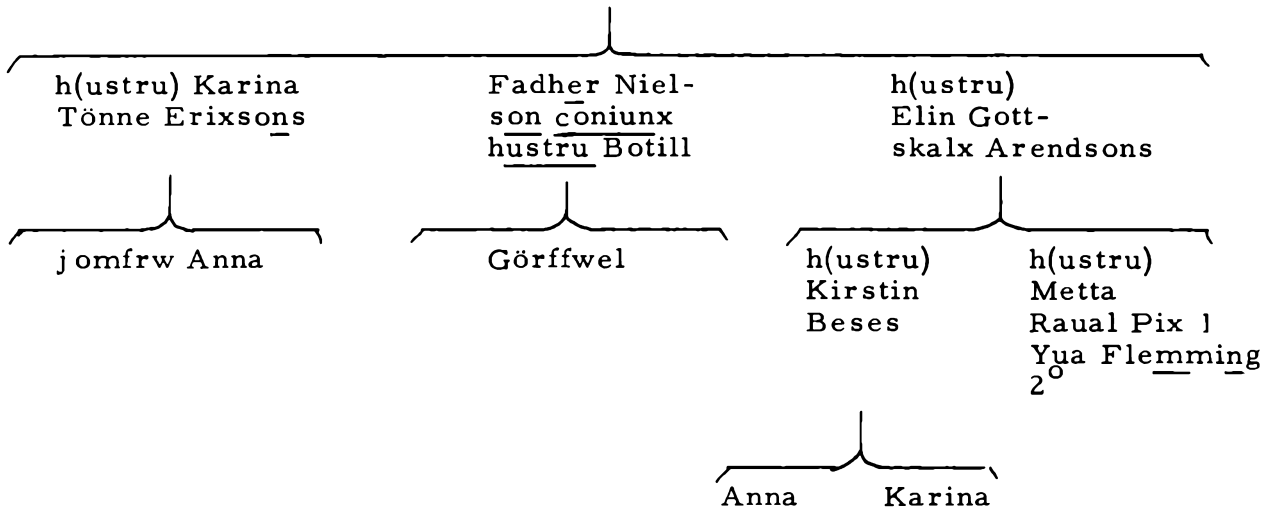 h(ustru) Karina
Tönne Erixsons
Fadher Niel-
son coniunx
hustru Botill
h(ustru)
Elin Gott-
skalx Arendsons
jomfrw Anna
Görffwel
h(ustru)
Kirstin
Beses
h(ustru)
Metta
Raual Pix 1
Yua Flemming
2º
Anna
Karina